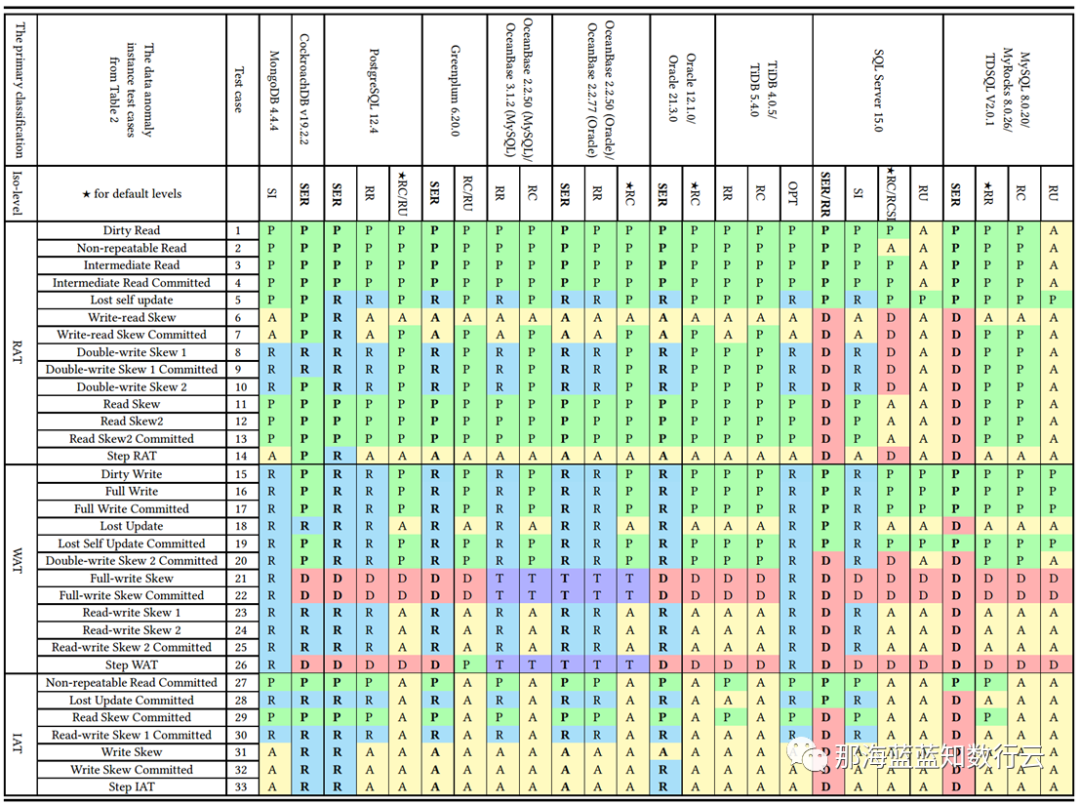 The primary classification
The data anomaly
instance test cases
from Table 2
Test case
MongoDB 4.4.4
CockroachDB v19.2.2
PostgreSQL 12.4
Greenplum 6.20.0
OceanBase 2.2.50 (MySQL)/
OceanBase 3.1.2 (MySQL)
OceanBase 2.2.50 (Oracle)/
OceanBase 2.2.77 (Oracle)
Oracle 12.1.0/
Oracle 21.3.0
TiDB 4.0.5/
TiDB 5.4.0
SQL Server 15.0
MySQL 8.0.20/
MyRocks 8.0.26/
TDSQL V2.0.1
Iso-level ★ for default levels SI SER SER RR ★RC/RU SER RC/RU RR RC SER RR ★RC SER ★RC RR RC OPT SER/RR SI ★RC/RCSI RU SER ★RR RC RU
RAT
Dirty Read 1 P P P P P P P P P P P P P P P P P P P P A P P P A
Non-repeatable Read 2 P P P P P P P P P P P P P P P P P P P A A P P P A
Intermediate Read 3 P P P P P P P P P P P P P P P P P P P P A P P P A
Intermediate Read Committed 4 P P P P P P P P P P P P P P P P P P P P A P P P A
Lost self update 5 P P R R P R P R P R R P R P P P R P R P P P P P P
Write-read Skew 6 A P R A A A A A A A A A A A A A A D A D A D A A A
Write-read Skew Committed 7 A P R A P A P A P A A P A P A P A D A D A D P P A
Double-write Skew 1 8 R R R R P R P R P R R P R P P P R D R D A D P P A
Double-write Skew 1 Committed 9 R R R R P R P R P R R P R P P P R D R D A D P P A
Double-write Skew 2 10 R P R R P R P R P R R P R P P P R D R D A D P P A
Read Skew 11 P P P P P P P P P P P P P P P P P D P A A D P P A
Read Skew2 12 P P P P P P P P P P P P P P P P P D P A A D P P A
Read Skew2 Committed 13 P P P P P P P P P P P P P P P P P D P A A D P P A
Step RAT 14 A P R A A A A A A A A A A A A A A D A D A D A A A
WAT
Dirty Write 15 R P R R P R P R P R R P R P P P R P R P P P P P P
Full Write 16 R P R R P R P R P R R P R P P P R P R P P P P P P
Full Write Committed 17 R P R R P R P R P R R P R P P P R P R P P P P P P
Lost Update 18 R R R R A R A R A R R A R A A A R P R A A D A A A
Lost Self Update Committed 19 R P R R P R P R P R R P R P P P R P R P P P P P P
Double-write Skew 2 Committed 20 R P R R P R P R P R R P R P P P R D R D A D P P A
Full-write Skew 21 R D D D D D D T T T T T D D D D R D D D D D D D D
Full-write Skew Committed 22 R D D D D D D T T T T T D D D D R D D D D D D D D
Read-write Skew 1 23 R R R R A R A R A R R A R A A A R D R A A D A A A
Read-write Skew 2 24 R R R R A R A R A R R A R A A A R D R A A D A A A
Read-write Skew 2 Committed 25 R R R R A R A R A R R A R A A A R D R A A D A A A
Step WAT 26 R D D D D D P T T T T T D D D D R D D D D D D D D
IAT
Non-repeatable Read Committed 27 P P P P A P A P A P P A P A P A P P P A A P P A A
Lost Update Committed 28 R R R R A R A R A R R A R A A A R P R A A D A A A
Read Skew Committed 29 P P P P A P A P A P P A P A P A P D P A A D P A A
Read-write Skew 1 Committed 30 R R R R A R A R A R R A R A A A R D R A A D A A A
Write Skew 31 A R R A A A A A A A A A A A A A D A A A D A A A
Write Skew Committed 32 A R R A A A A A A A A A R A A A D
Step IAT 33 A R R A A A A A A A A A R A A A A D A A A D A A A
那海蓝蓝知数行云